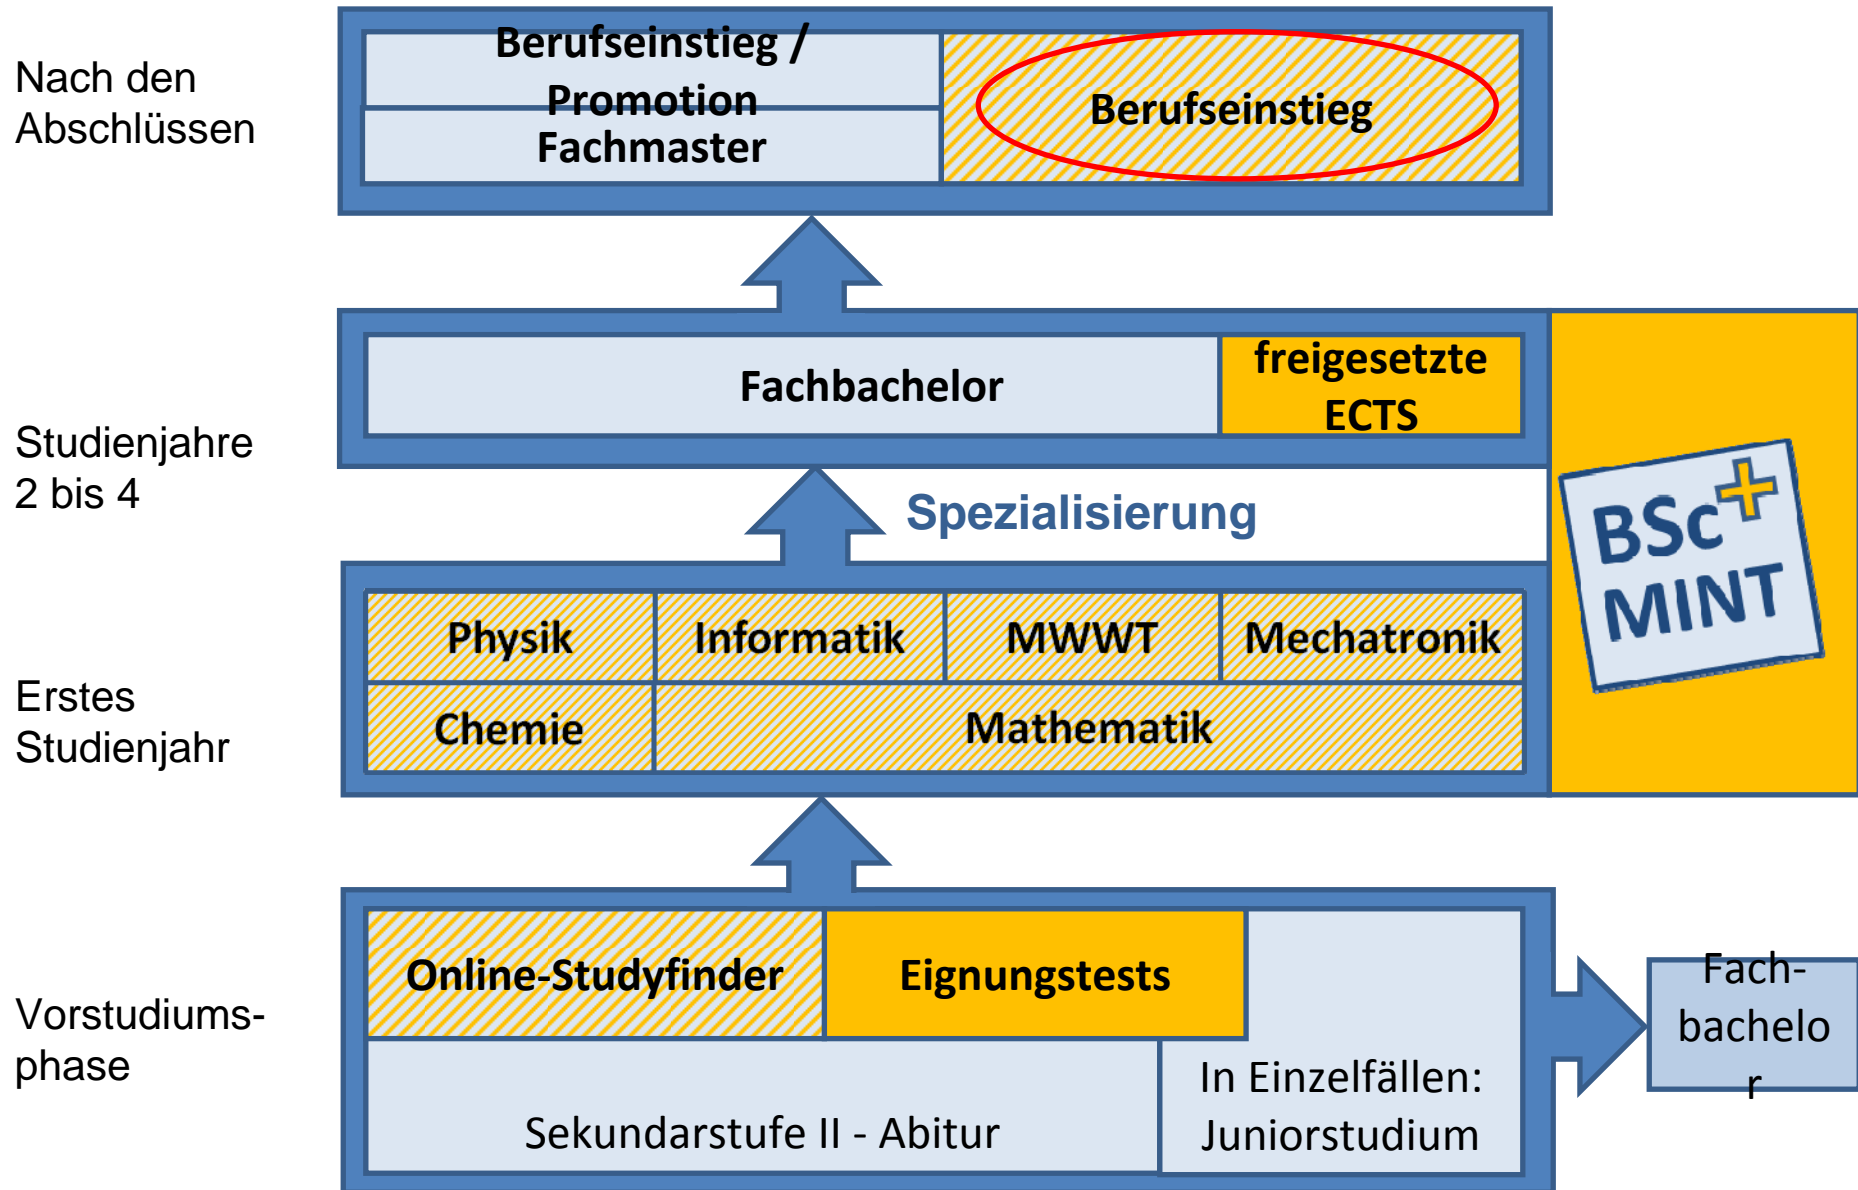 Nach den
Abschlüssen
Berufseinstieg /
Promotion
Fachmaster
Berufseinstieg
Studienjahre
2 bis 4
Fachbachelor
freigesetzte
ECTS
Spezialisierung
BSc+
MINT
Erstes
Studienjahr
Physik
Informatik
MWWT
Mechatronik
Chemie
Mathematik
Vorstudiums-
phase
Online-Studyfinder
Eignungstests
Sekundarstufe II - Abitur
In Einzelfällen:
Juniorstudium
Fach-
bachelo
r